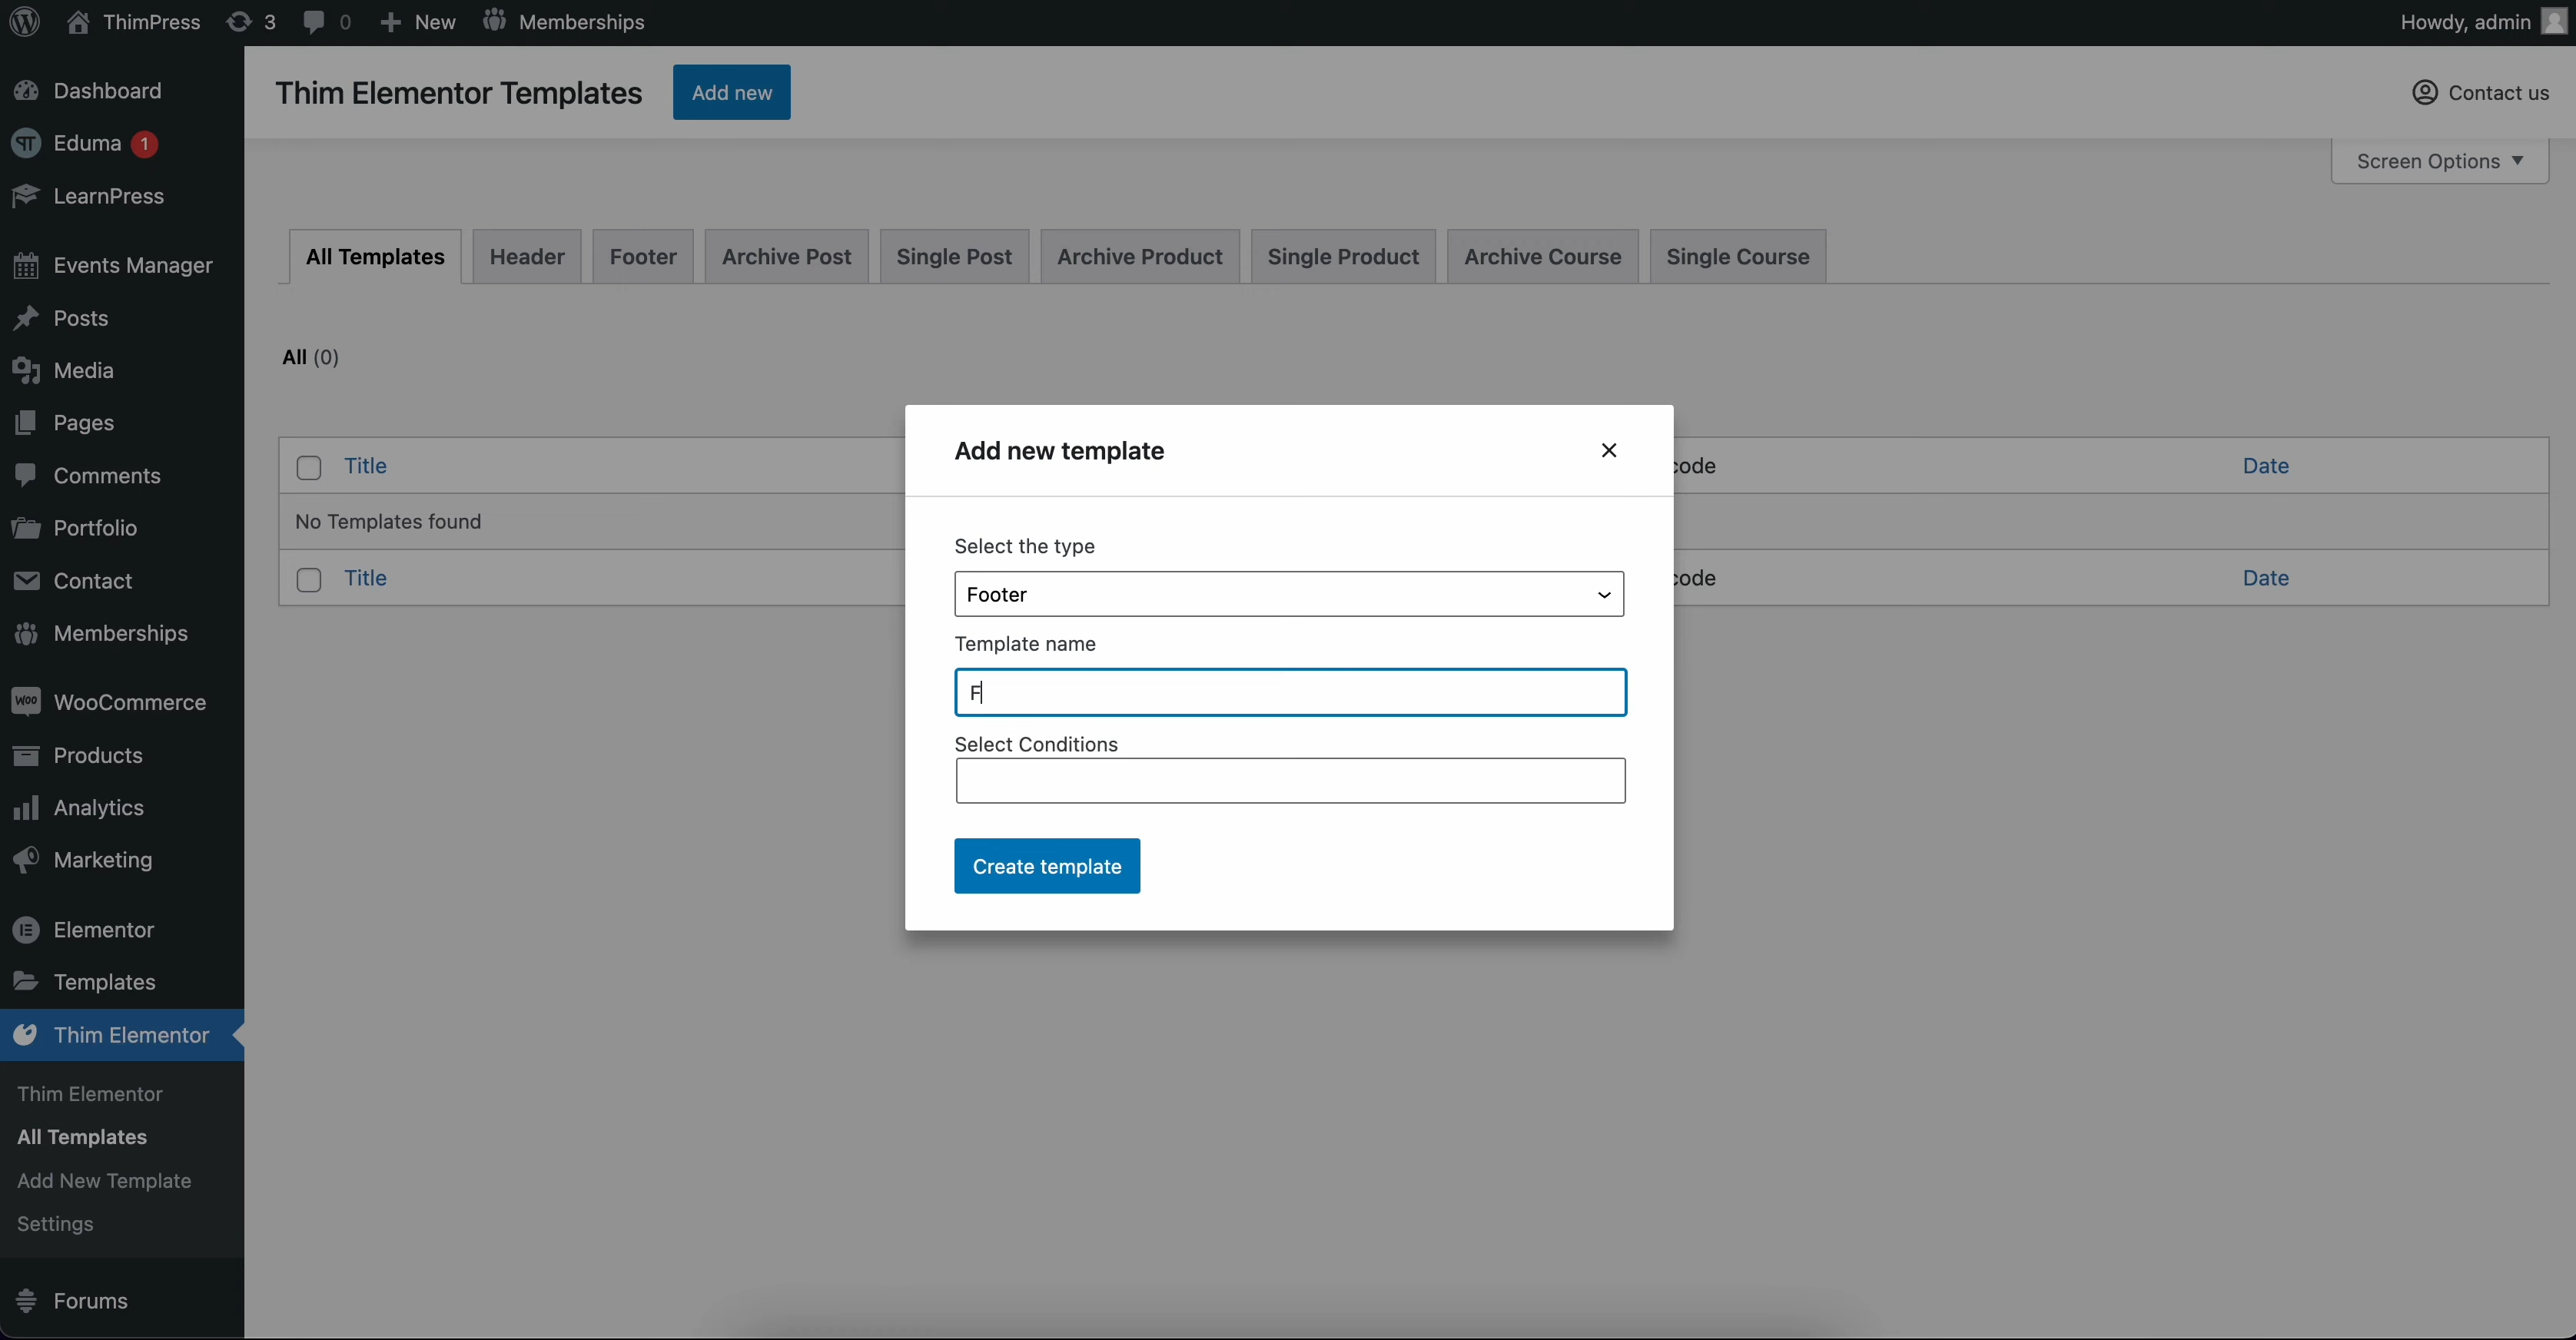 ThimPress 3 0 New Memberships Howdy, admin
Dashboard
Eduma 1
LearnPress
Events Manager
Posts
Media
Pages
Comments
Portfolio
Contact
Memberships
WOO WooCommerce
Products
Analytics
Marketing
Elementor
Templates
Thim Elementor
Thim Elementor
All Templates
Add New Template
Settings
Forums
Thim Elementor Templates Add new Contact us
Screen Options
All Templates Header Footer Archive Post Single Post Archive Product Single Product Archive Course Single Course
All (0)
Title code Date
No Templates found
Title code Date
Add new template
Select the type
Footer
Template name
F
Select Conditions
Create template